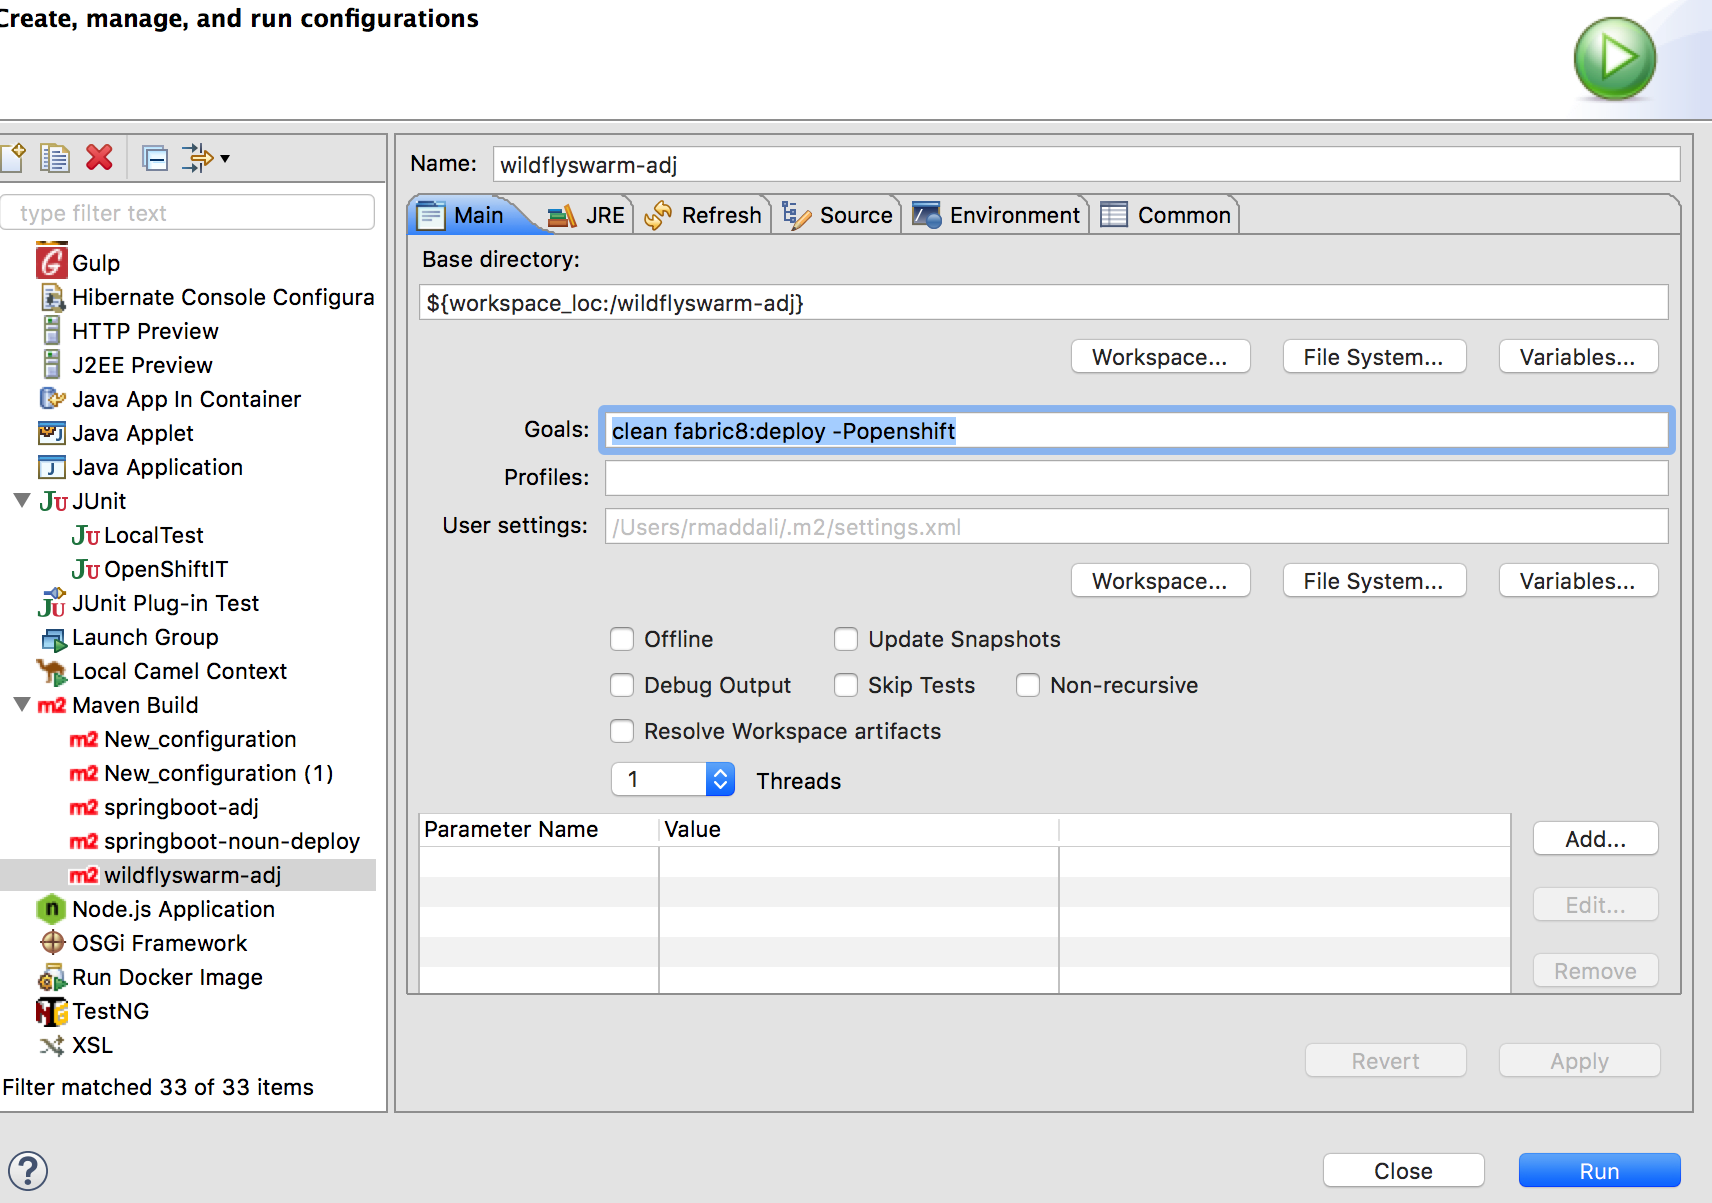 Create, manage, and run configurations
type filter text
Gulp
Hibernate Console Configura
HTTP Preview
J2EE Preview
Java App In Container
Java Applet
Java Application
JUnit
LocalTest
OpenShiftIT
JUnit Plug-in Test
Launch Group
Local Camel Context
Maven Build
New_configuration
New_configuration (1)
springboot-adj
springboot-noun-deploy
wildflyswarm-adj
Node.js Application
OSGi Framework
Run Docker Image
TestNG
XSL
Filter matched 33 of 33 items
Name: wildflyswarm-adj
Main JRE Refresh Source Environment Common
Base directory:
${workspace_loc:/wildflyswarm-adj}
Workspace... File System... Variables...
Goals: clean fabric8:deploy -Popenshift
Profiles:
User settings: /Users/rmaddali/.m2/settings.xml
Workspace... File System... Variables...
Offline Update Snapshots
Debug Output Skip Tests Non-recursive
Resolve Workspace artifacts
1 Threads
Parameter Name Value
Add...
Edit...
Remove
Revert Apply
Close Run